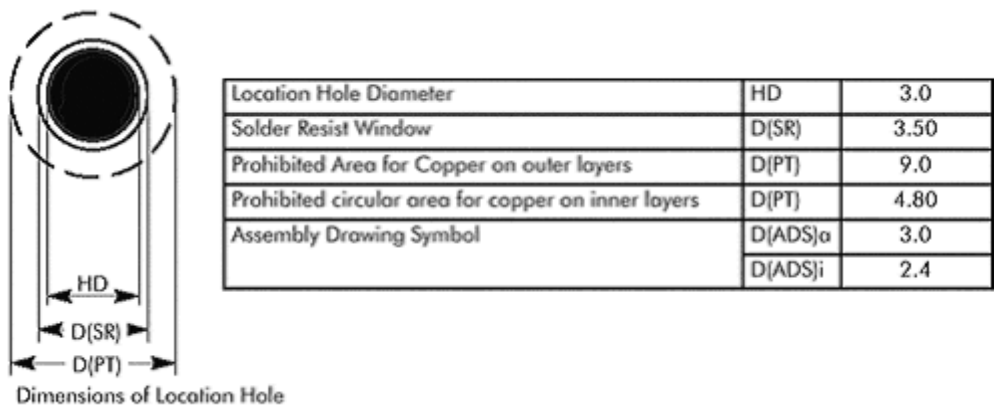 Location Hole Diameter HD 3.0
Solder Resist Window D(SR) 3.50
Prohibited Area for Copper on outer layers D(PT) 9.0
Prohibited circular area for copper on inner layers D(PT) 4.80
Assembly Drawing Symbol D(ADS)a 3.0
D(ADS)i 2.4
HD
D(SR)
D(PT)
Dimensions of Location Hole